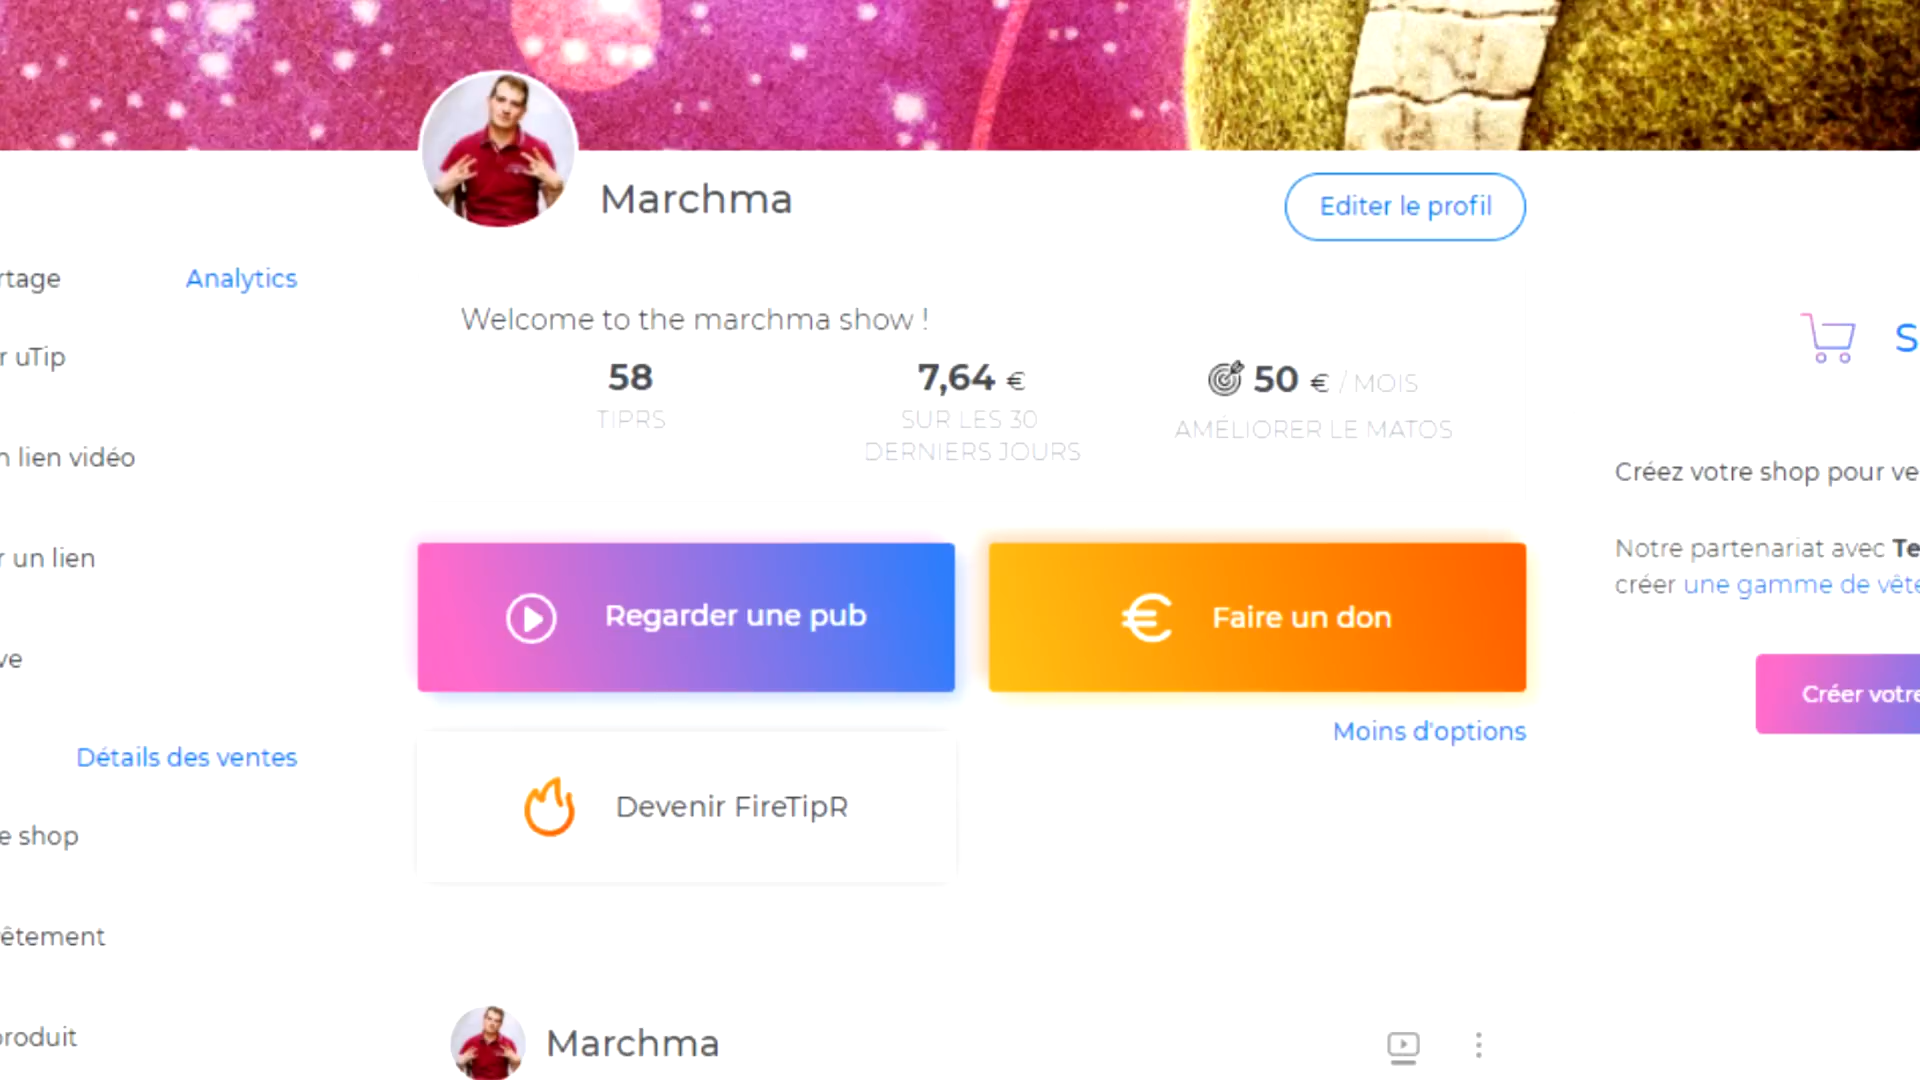 Marchma
Editer le profil
rtage
Analytics
Welcome to the marchma show !
r uTip
58
7,64 €
50 € / MOIS
TIPRS
SUR LES 30
DERNIERS JOURS
AMÉLIORER LE MATOS
S
n lien vidéo
Créez votre shop pour ve
r un lien
Notre partenariat avec Te
créer une gamme de vête
Regarder une pub
Faire un don
ve
Créer votre
Moins d'options
Détails des ventes
Devenir FireTipR
e shop
êtement
produit
Marchma